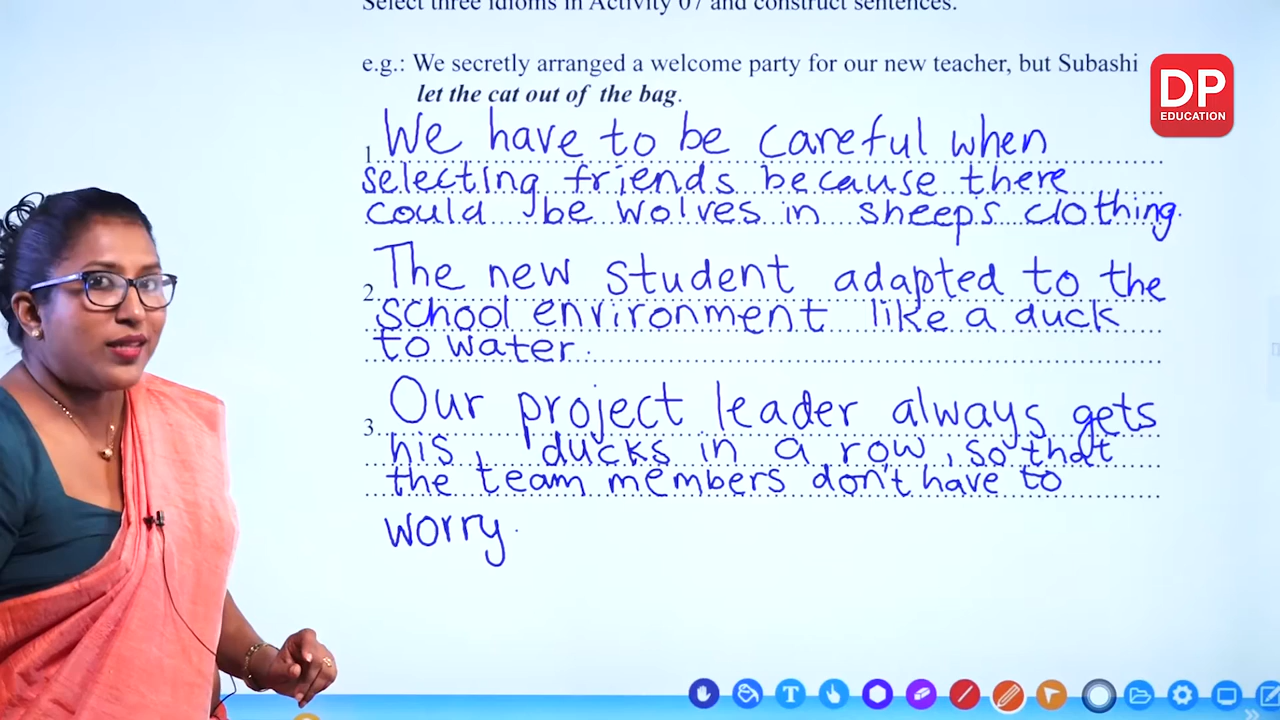 Select three idioms in Activity 07 and construct sentences.
e.g.: We secretly arranged a welcome party for our new teacher, but Subashi
let the cat out of the bag.
DP
EDUCATION
1. We have to be careful when
selecting friends because there
could be wolves in sheep's clothing.
2. The new student adapted to the
school environment like a duck
to water.
3. Our project leader always gets
his ducks in a row, so that
the team members don't have to
worry.
T